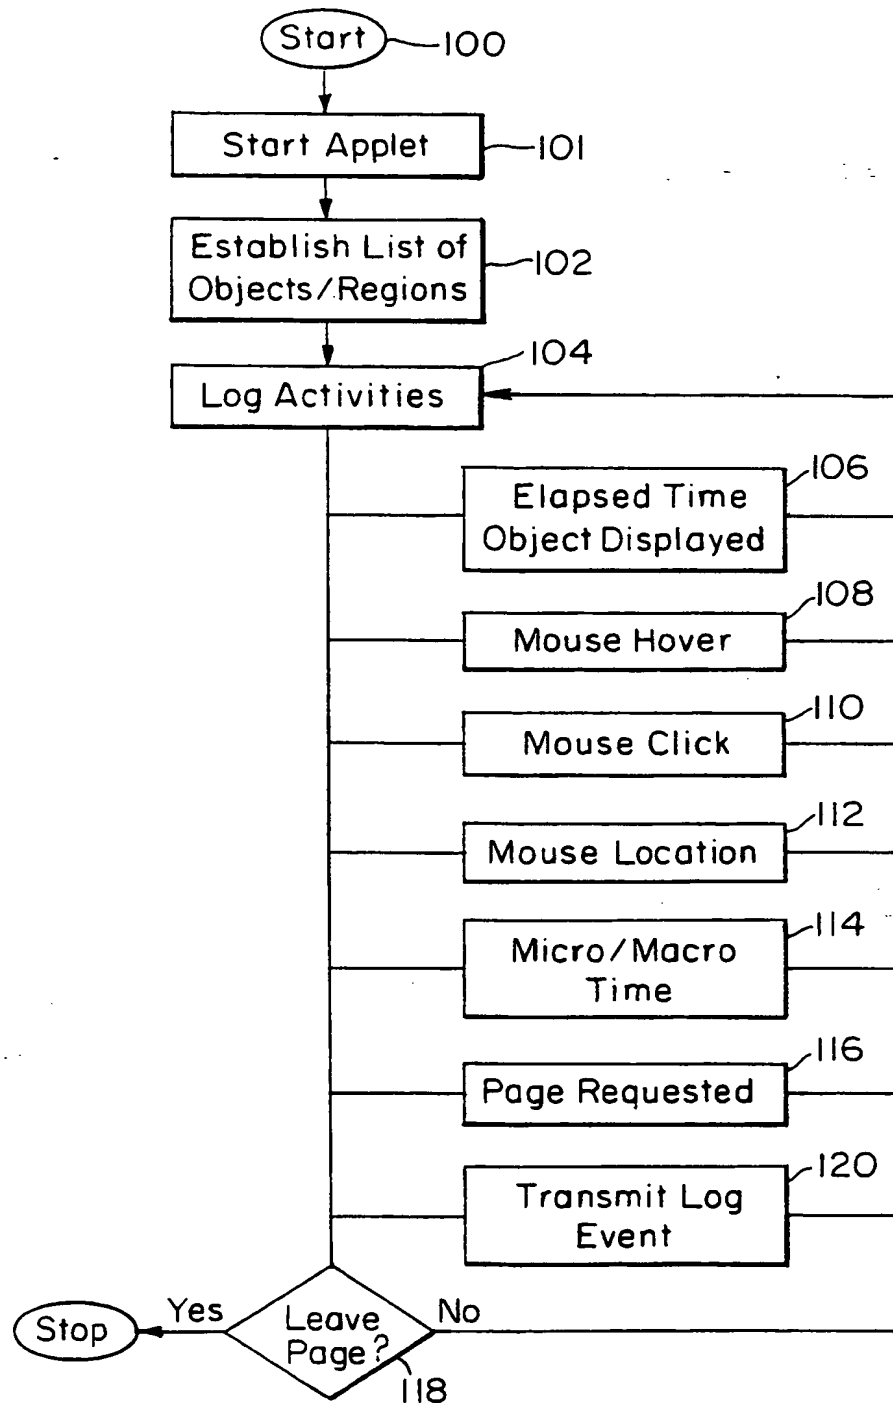 Start
100
Start Applet
101
Establish List of
Objects/Regions
102
104
Log Activities
106
Elapsed Time
Object Displayed
108
Mouse Hover
110
Mouse Click
112
Mouse Location
114
Micro/Macro
Time
116
Page Requested
120
Transmit Log
Event
Stop
Yes
Leave
Page?
No
118